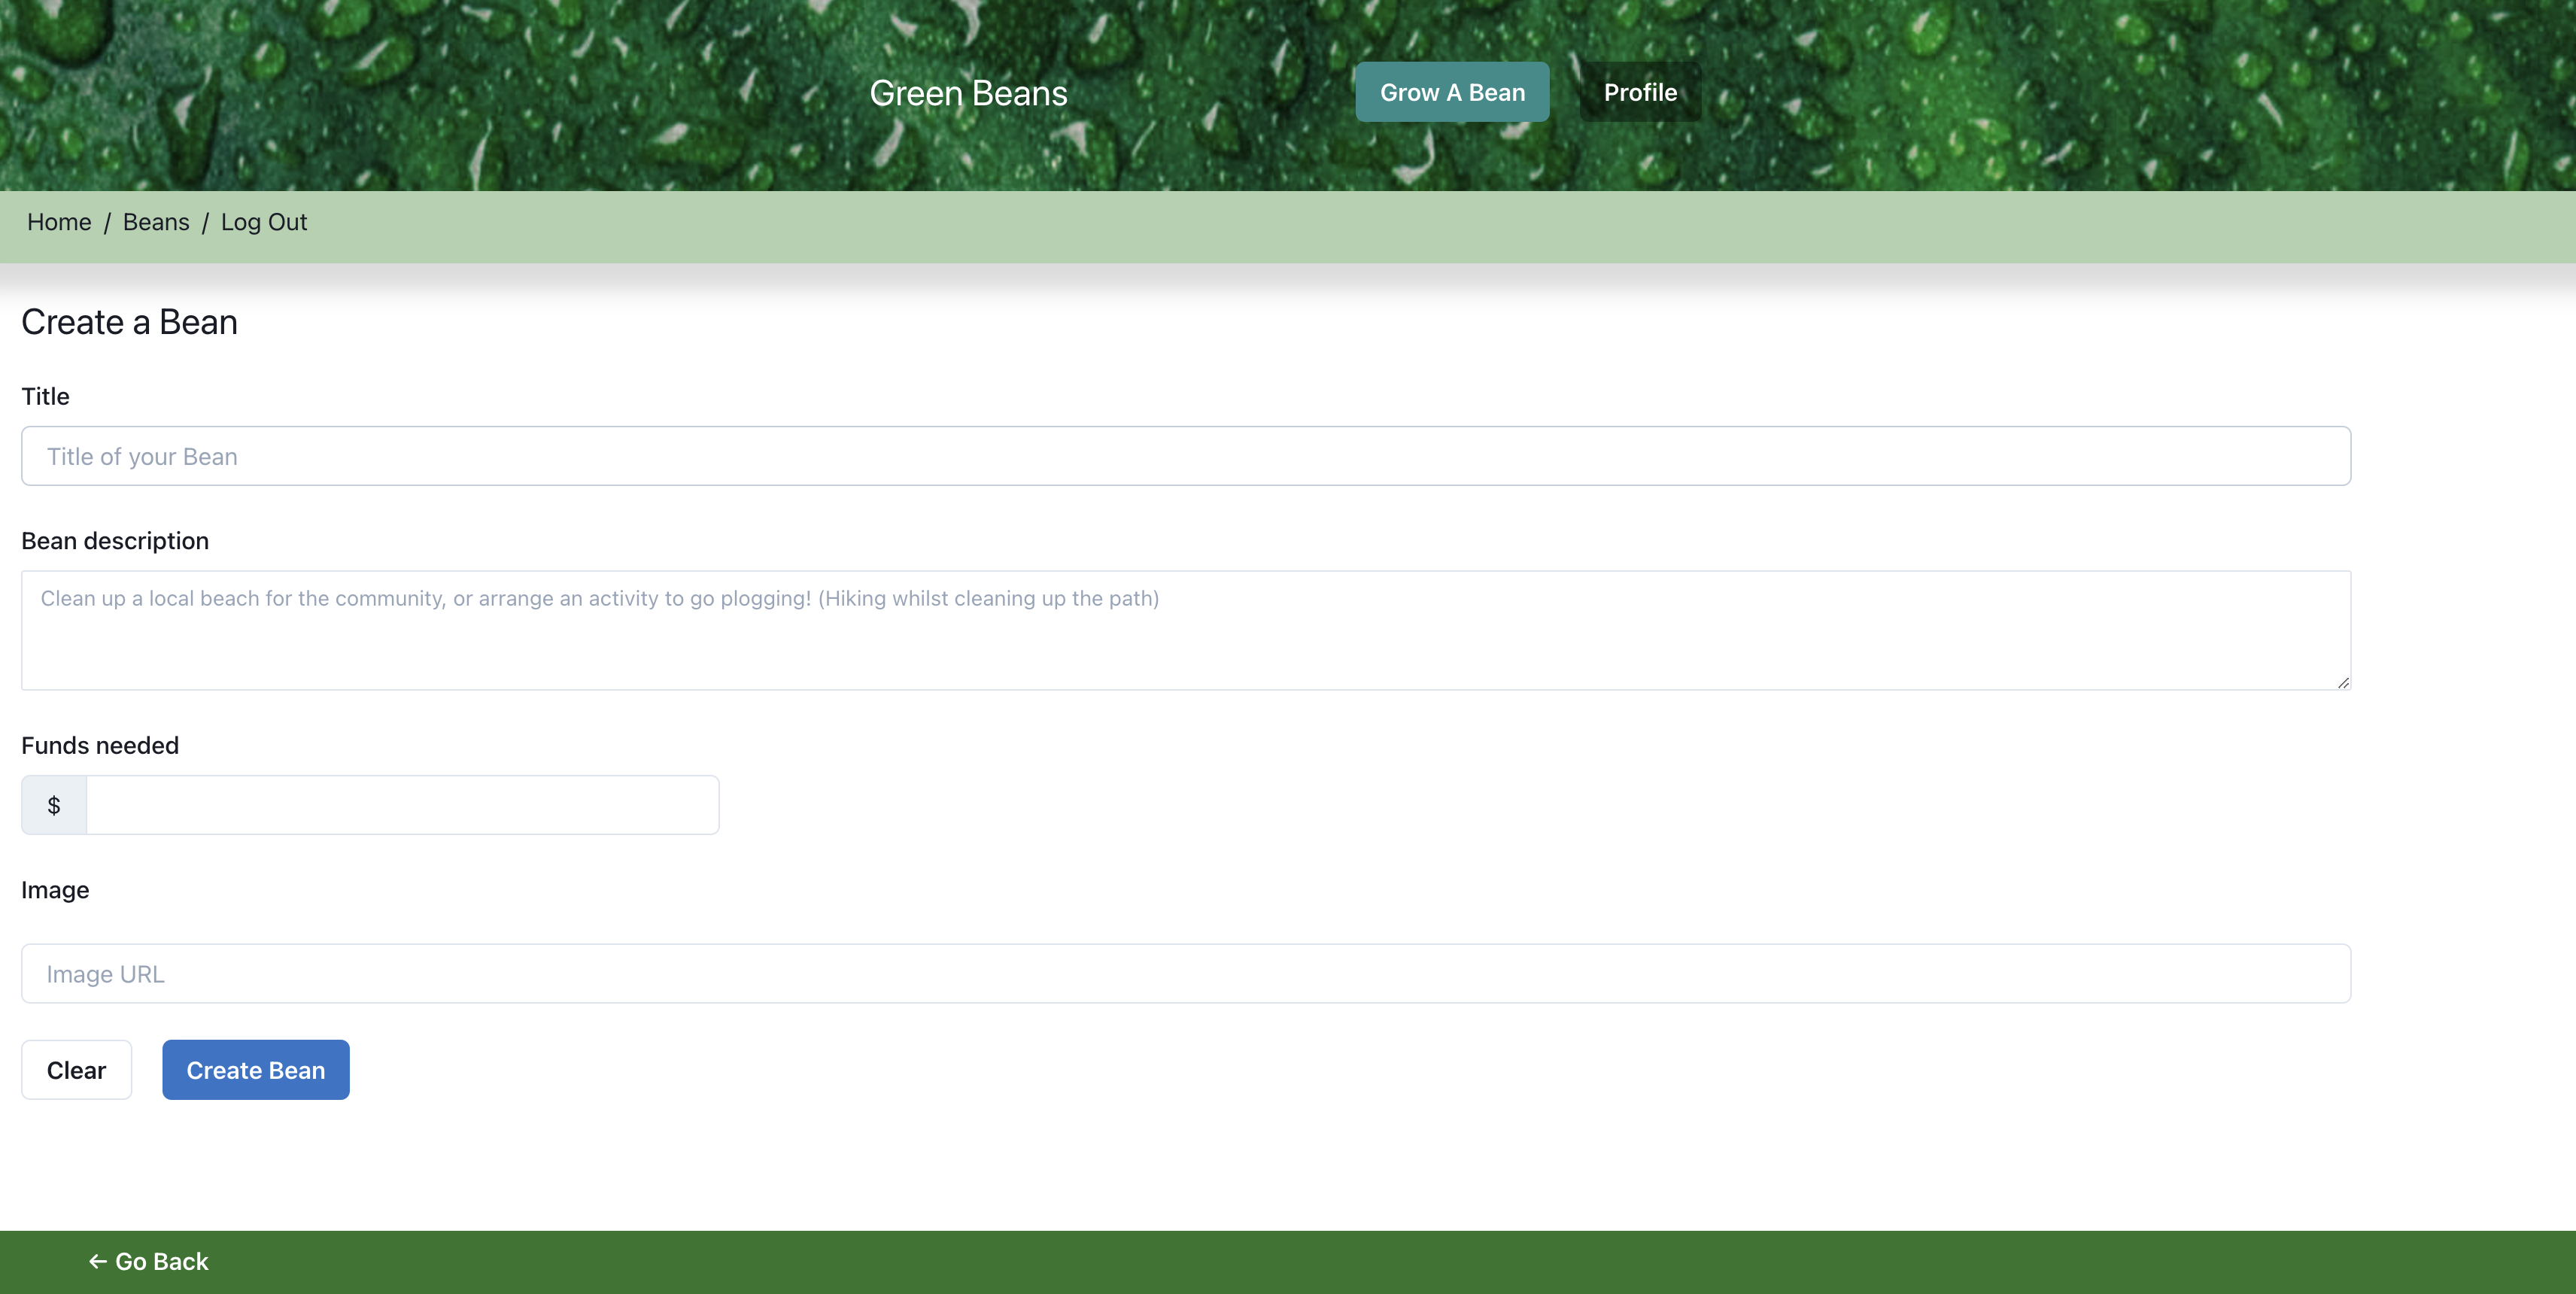 Green Beans
Grow A Bean
Profile
Home / Beans / Log Out
Create a Bean
Title
Title of your Bean
Bean description
Clean up a local beach for the community, or arrange an activity to go plogging! (Hiking whilst cleaning up the path)
Funds needed
$
Image
Image URL
Clear
Create Bean
← Go Back